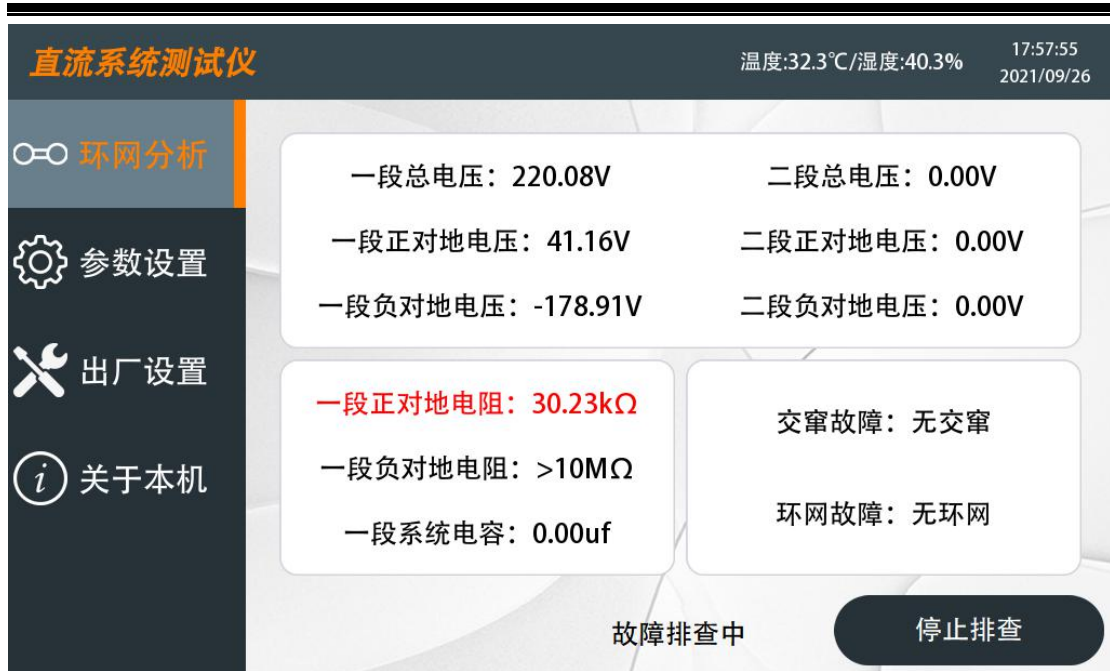 直流系统测试仪
温度:32.3℃/湿度:40.3%
17:57:55
2021/09/26
环网分析
参数设置
出厂设置
关于本机
一段总电压：220.08V
二段总电压：0.00V
一段正对地电压：41.16V
二段正对地电压：0.00V
一段负对地电压：-178.91V
二段负对地电压：0.00V
一段正对地电阻：30.23kΩ
一段负对地电阻：>10MΩ
一段系统电容：0.00uf
交窜故障：无交窜
环网故障：无环网
故障排查中
停止排查